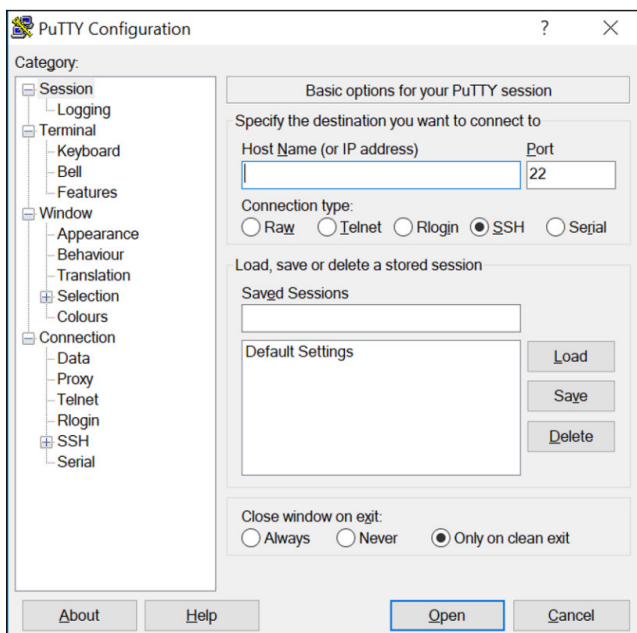 PuTTY Configuration
?
Category:
Session
Logging
Terminal
Keyboard
Bell
Features
Window
Appearance
Behaviour
Translation
Selection
Colours
Connection
Data
Proxy
Telnet
Rlogin
SSH
Serial
Basic options for your PuTTY session
Specify the destination you want to connect to
Host Name (or IP address) Port
22
Connection type:
Raw Telnet Rlogin SSH Serial
Load, save or delete a stored session
Saved Sessions
Default Settings
Load
Save
Delete
Close window on exit:
Always Never Only on clean exit
About Help Open Cancel